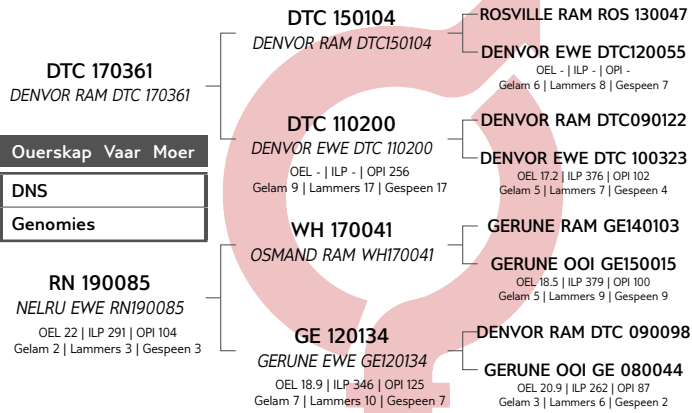 DTC 170361
DENVOR RAM DTC 170361
Ouerskap Vaar Moer
DNS
Genomies
RN 190085
NELRU EWE RN190085
OEL 22 | ILP 291 | OPI 104
Gelam 2 | Lammers 3 | Gespeen 3
DTC 150104
DENVOR RAM DTC150104
DTC 110200
DENVOR EWE DTC 110200
OEL - | ILP - | OPI 256
Gelam 9 | Lammers 17 | Gespeen 17
WH 170041
OSMAND RAM WH170041
GE 120134
GERUNE EWE GE120134
OEL 18.9 | ILP 346 | OPI 125
Gelam 7 | Lammers 10 | Gespeen 7
ROSVILLE RAM ROS 130047
DENVOR EWE DTC120055
OEL - | ILP - | OPI -
Gelam 6 | Lammers 8 | Gespeen 7
DENVOR RAM DTC090122
DENVOR EWE DTC 100323
OEL 17.2 | ILP 376 | OPI 102
Gelam 5 | Lammers 7 | Gespeen 4
GERUNE RAM GE140103
GERUNE OOI GE150015
OEL 18.5 | ILP 379 | OPI 100
Gelam 5 | Lammers 9 | Gespeen 9
DENVOR RAM DTC 090098
GERUNE OOI GE 080044
OEL 20.9 | ILP 262 | OPI 87
Gelam 3 | Lammers 6 | Gespeen 2